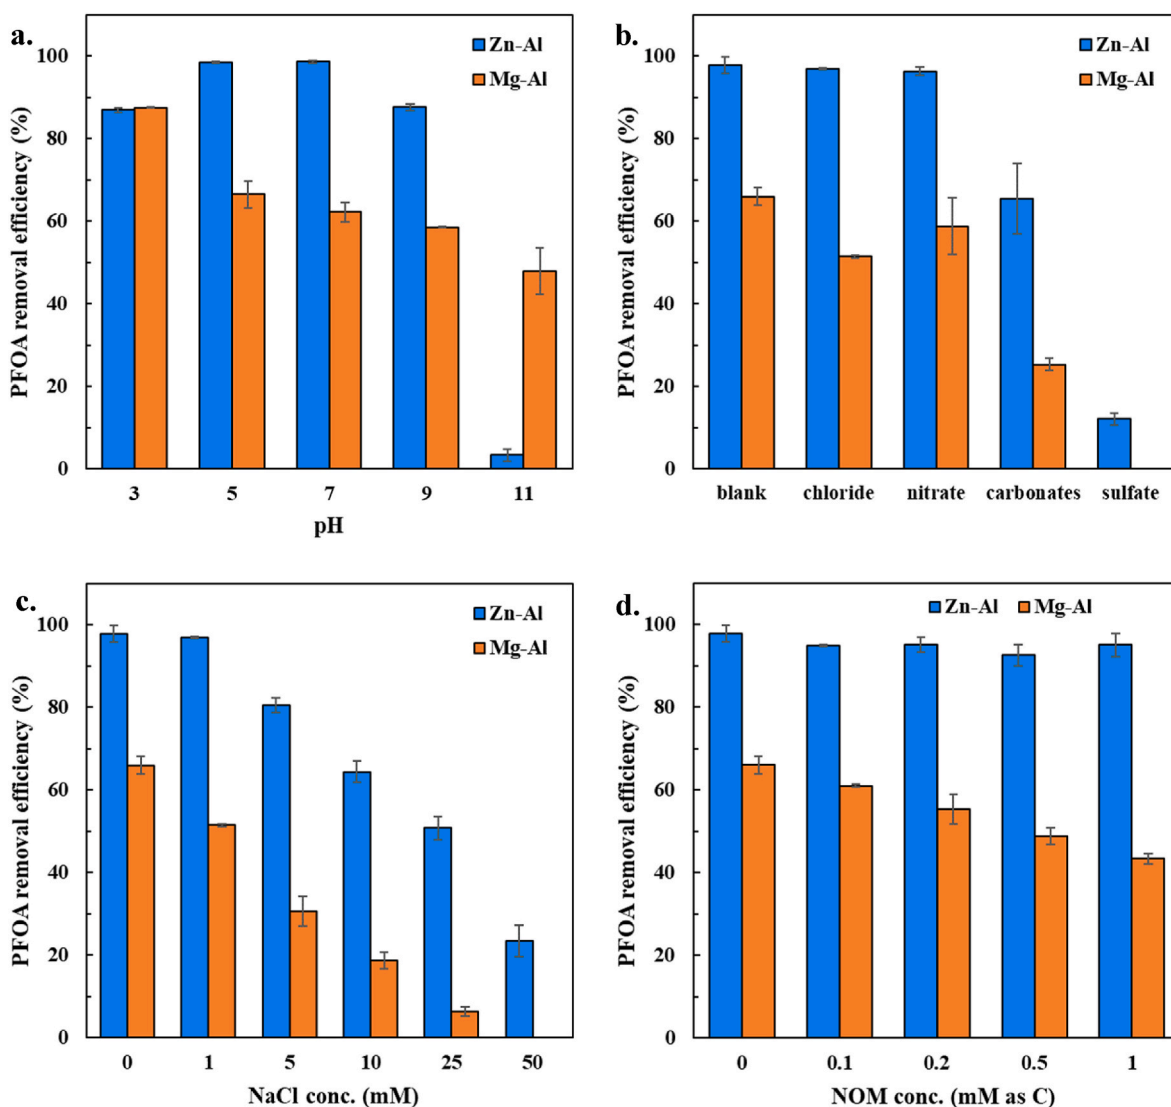 a.
Zn-Al
Mg-Al
PFOA removal efficiency (%)
100
80
60
40
20
0
3 5 7 9 11
pH
b.
Zn-Al
Mg-Al
PFOA removal efficiency (%)
100
80
60
40
20
0
blank chloride nitrate carbonates sulfate
c.
Zn-Al
Mg-Al
PFOA removal efficiency (%)
100
80
60
40
20
0
0 1 5 10 25 50
NaCl conc. (mM)
d.
Zn-Al Mg-Al
PFOA removal efficiency (%)
100
80
60
40
20
0
0 0.1 0.2 0.5 1
NOM conc. (mM as C)